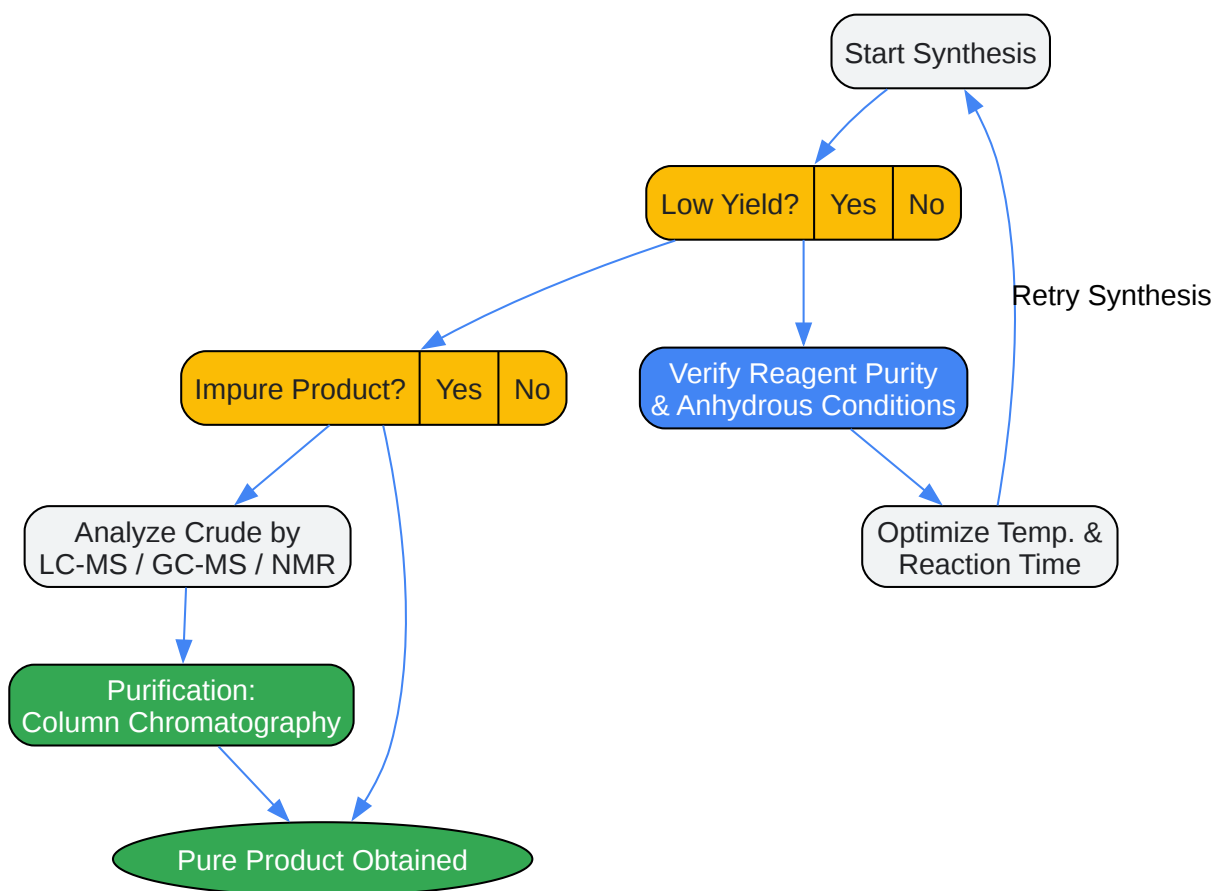 Start Synthesis
Low Yield? Yes No
Retry Synthesis
Impure Product? Yes No
Verify Reagent Purity
& Anhydrous Conditions
Analyze Crude by
LC-MS / GC-MS / NMR
Optimize Temp. &
Reaction Time
Purification:
Column Chromatography
Pure Product Obtained